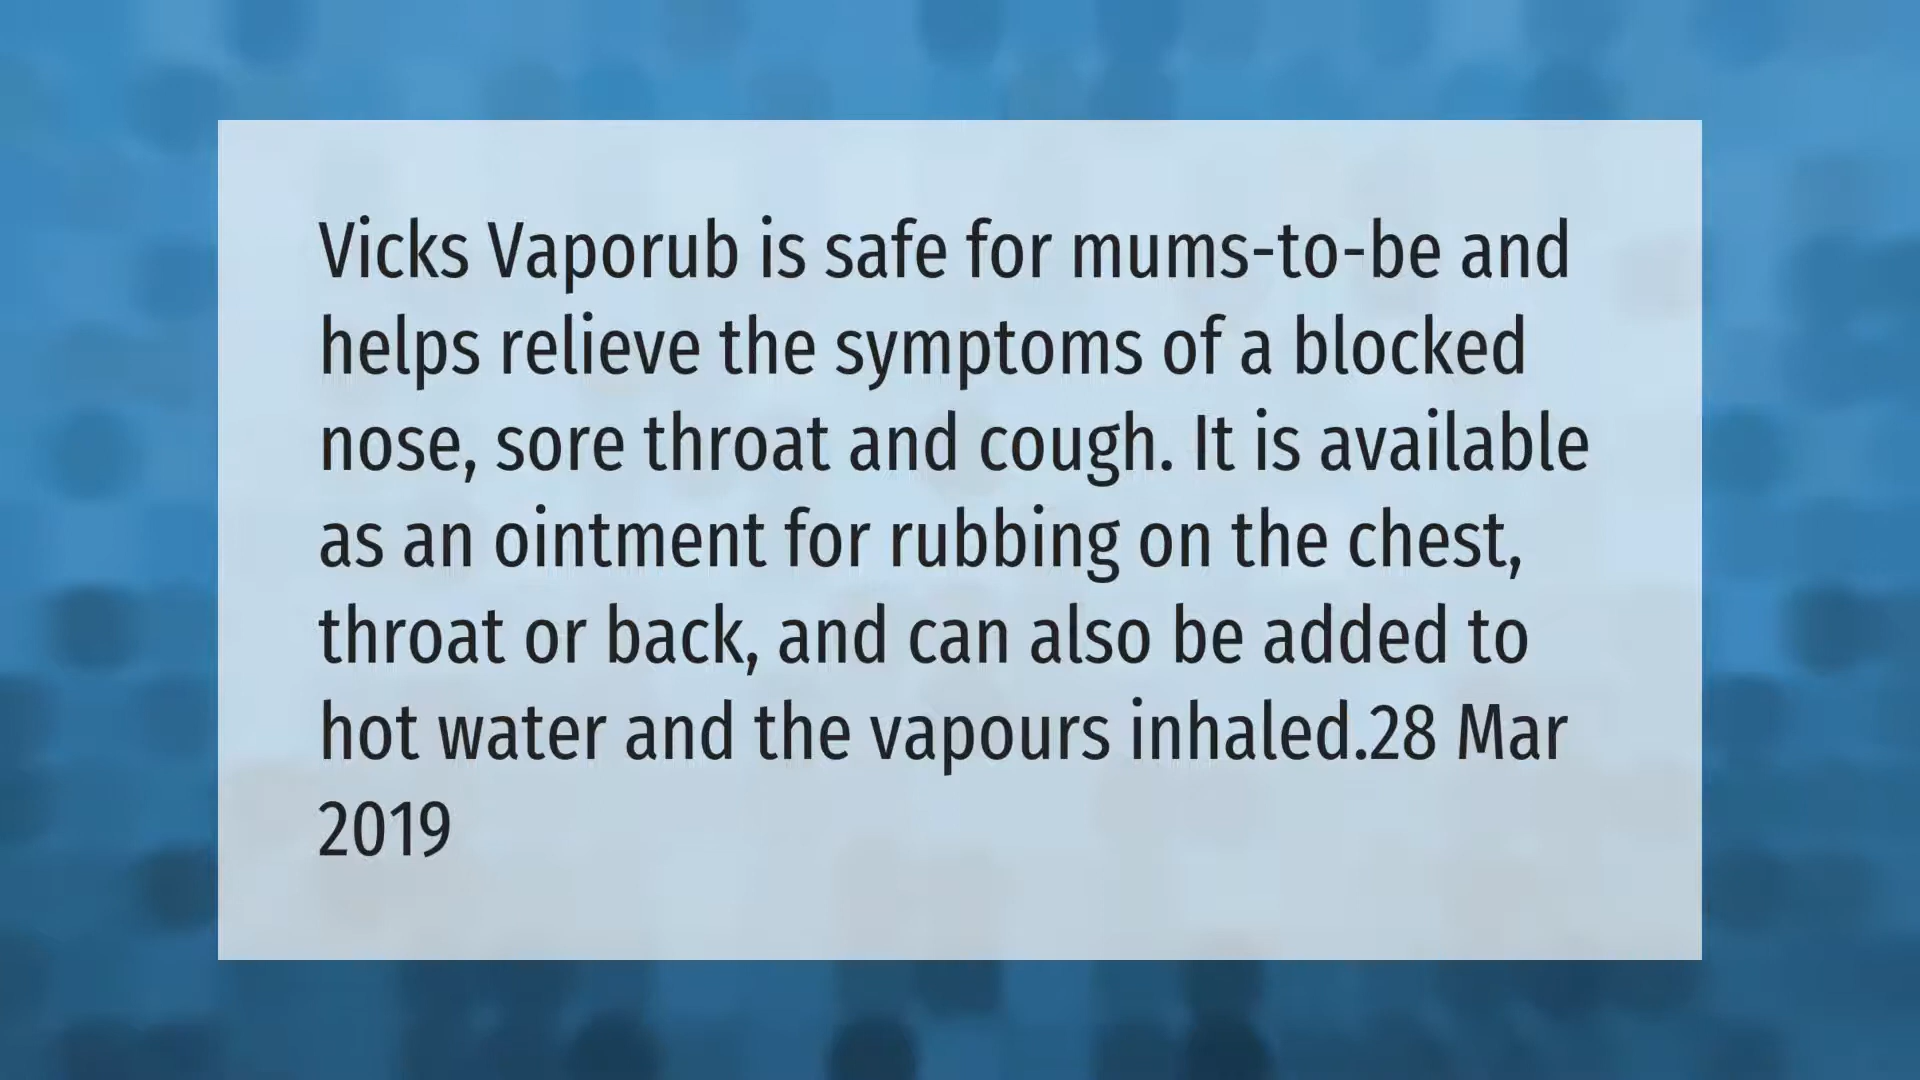 Vicks Vaporub is safe for mums-to-be and
helps relieve the symptoms of a blocked
nose, sore throat and cough. It is available
as an ointment for rubbing on the chest,
throat or back, and can also be added to
hot water and the vapours inhaled.28 Mar
2019